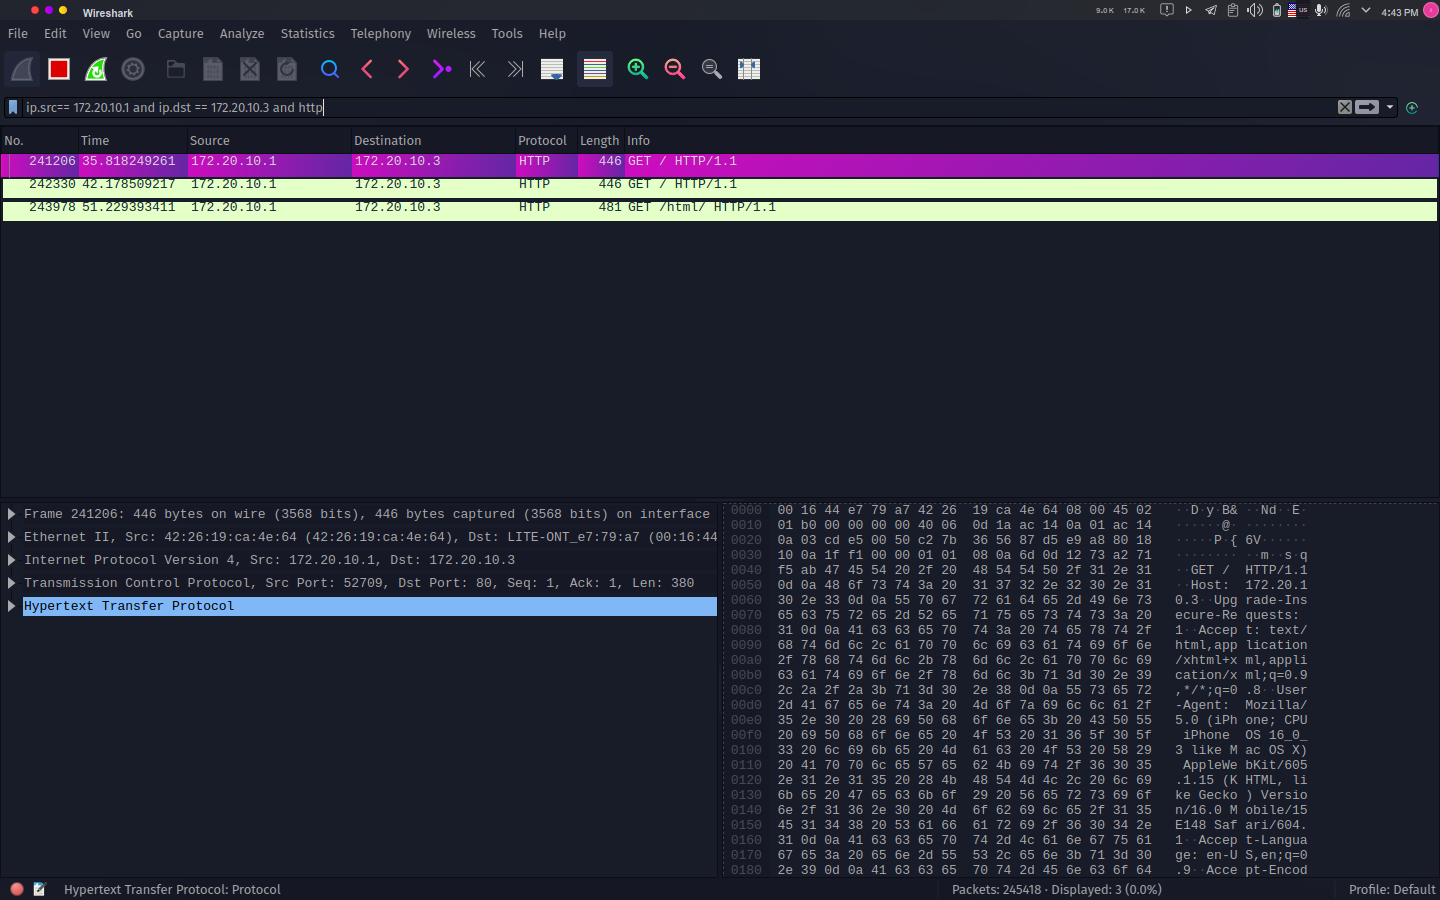 Wireshark
9.0 K 17.0 K US 4:43 PM
File Edit View Go Capture Analyze Statistics Telephony Wireless Tools Help
ip.src== 172.20.10.1 and ip.dst == 172.20.10.3 and http
No. Time Source Destination Protocol Length Info
241206 35.818249261 172.20.10.1 172.20.10.3 HTTP 446 GET / HTTP/1.1
242330 42.178509217 172.20.10.1 172.20.10.3 HTTP 446 GET / HTTP/1.1
243978 51.229393411 172.20.10.1 172.20.10.3 HTTP 481 GET /html/ HTTP/1.1
Frame 241206: 446 bytes on wire (3568 bits), 446 bytes captured (3568 bits) on interface
Ethernet II, Src: 42:26:19:ca:4e:64 (42:26:19:ca:4e:64), Dst: LITE-ONT_e7:79:a7 (00:16:44
Internet Protocol Version 4, Src: 172.20.10.1, Dst: 172.20.10.3
Transmission Control Protocol, Src Port: 52709, Dst Port: 80, Seq: 1, Ack: 1, Len: 380
Hypertext Transfer Protocol
0000 00 16 44 e7 79 a7 42 26 19 ca 4e 64 08 00 45 02 ··D·y·B& ··Nd··E·
0010 01 b0 00 00 00 00 40 06 0d 1a ac 14 0a 01 ac 14 ······@· ········
0020 0a 03 cd e5 00 50 c2 7b 36 56 87 d5 e9 a8 80 18 ·····P·{ 6V······
0030 10 0a 1f f1 00 00 01 01 08 0a 6d 0d 12 73 a2 71 ········ ··m··s·q
0040 f5 ab 47 45 54 20 2f 20 48 54 54 50 2f 31 2e 31 ··GET / HTTP/1.1
0050 0d 0a 48 6f 73 74 3a 20 31 37 32 2e 32 30 2e 31 ··Host: 172.20.1
0060 30 2e 33 0d 0a 55 70 67 72 61 64 65 2d 49 6e 73 0.3··Upg rade-Ins
0070 65 63 75 72 65 2d 52 65 71 75 65 73 74 73 3a 20 ecure-Re quests:
0080 31 0d 0a 41 63 63 65 70 74 3a 20 74 65 78 74 2f 1··Accep t: text/
0090 68 74 6d 6c 2c 61 70 70 6c 69 63 61 74 69 6f 6e html,app lication
00a0 2f 78 68 74 6d 6c 2b 78 6d 6c 2c 61 70 70 6c 69 /xhtml+x ml,appli
00b0 63 61 74 69 6f 6e 2f 78 6d 6c 3b 71 3d 30 2e 39 cation/x ml;q=0.9
00c0 2c 2a 2f 2a 3b 71 3d 30 2e 38 0d 0a 55 73 65 72 ,*/*;q=0 .8··User
00d0 2d 41 67 65 6e 74 3a 20 4d 6f 7a 69 6c 6c 61 2f -Agent: Mozilla/
00e0 35 2e 30 20 28 69 50 68 6f 6e 65 3b 20 43 50 55 5.0 (iPh one; CPU
00f0 20 69 50 68 6f 6e 65 20 4f 53 20 31 36 5f 30 5f iPhone OS 16_0_
0100 33 20 6c 69 6b 65 20 4d 61 63 20 4f 53 20 58 29 3 like M ac OS X)
0110 20 41 70 70 6c 65 57 65 62 4b 69 74 2f 36 30 35 AppleWe bKit/605
0120 2e 31 2e 31 35 20 28 4b 48 54 4d 4c 2c 20 6c 69 .1.15 (K HTML, li
0130 6b 65 20 47 65 63 6b 6f 29 20 56 65 72 73 69 6f ke Gecko ) Versio
0140 6e 2f 31 36 2e 30 20 4d 6f 62 69 6c 65 2f 31 35 n/16.0 M obile/15
0150 45 31 34 38 20 53 61 66 61 72 69 2f 36 30 34 2e E148 Saf ari/604.
0160 31 0d 0a 41 63 63 65 70 74 2d 4c 61 6e 67 75 61 1··Accep t-Langua
0170 67 65 3a 20 65 6e 2d 55 53 2c 65 6e 3b 71 3d 30 ge: en-U S,en;q=0
0180 2e 39 0d 0a 41 63 63 65 70 74 2d 45 6e 63 6f 64 .9··Acce pt-Encod
Hypertext Transfer Protocol: Protocol
Packets: 245418 · Displayed: 3 (0.0%)
Profile: Default